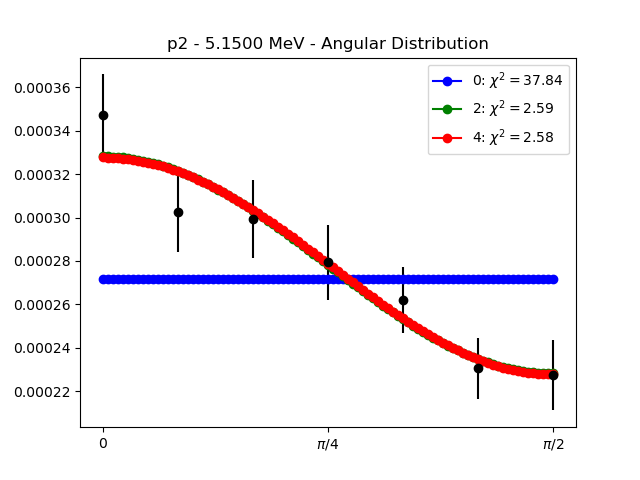 p2 - 5.1500 MeV - Angular Distribution
0.00036
0.00034
0.00032
0.00030
0.00028
0.00026
0.00024
0.00022
0: χ² = 37.84
2: χ² = 2.59
4: χ² = 2.58
0
π/4
π/2